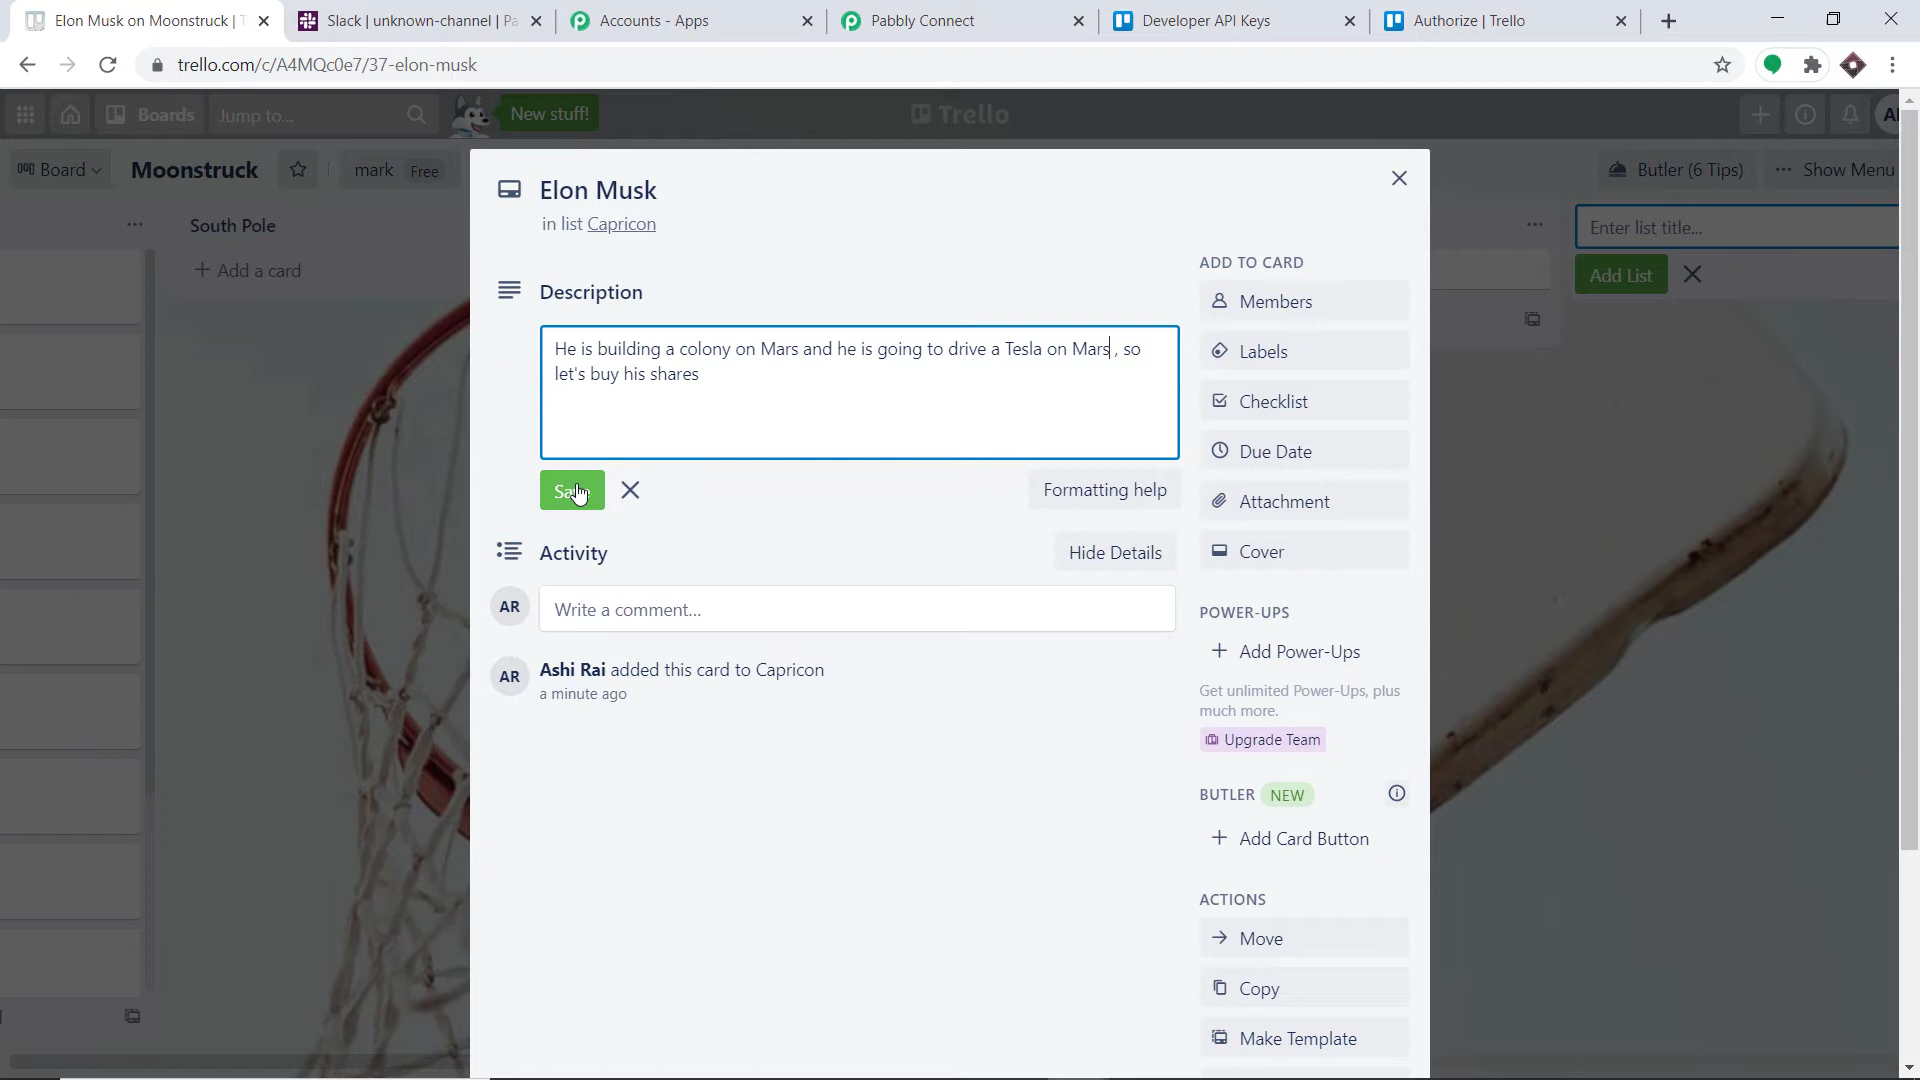 Elon Musk on Moonstruck | T
Slack | unknown-channel | Pa
Accounts - Apps
Pabbly Connect
Developer API Keys
Authorize | Trello
trello.com/c/A4MQc0e7/37-elon-musk
Boards
Jump to...
New stuff!
Trello
Board
Moonstruck
mark Free
Butler (6 Tips)
... Show Menu
South Pole
+ Add a card
Enter list title...
Add List
Elon Musk
in list Capricon
Description
He is building a colony on Mars and he is going to drive a Tesla on Mars , so
let's buy his shares
Save
Formatting help
Activity
Hide Details
AR
Write a comment...
AR
Ashi Rai added this card to Capricon
a minute ago
ADD TO CARD
Members
Labels
Checklist
Due Date
Attachment
Cover
POWER-UPS
+ Add Power-Ups
Get unlimited Power-Ups, plus
much more.
Upgrade Team
BUTLER NEW
+ Add Card Button
ACTIONS
Move
Copy
Make Template